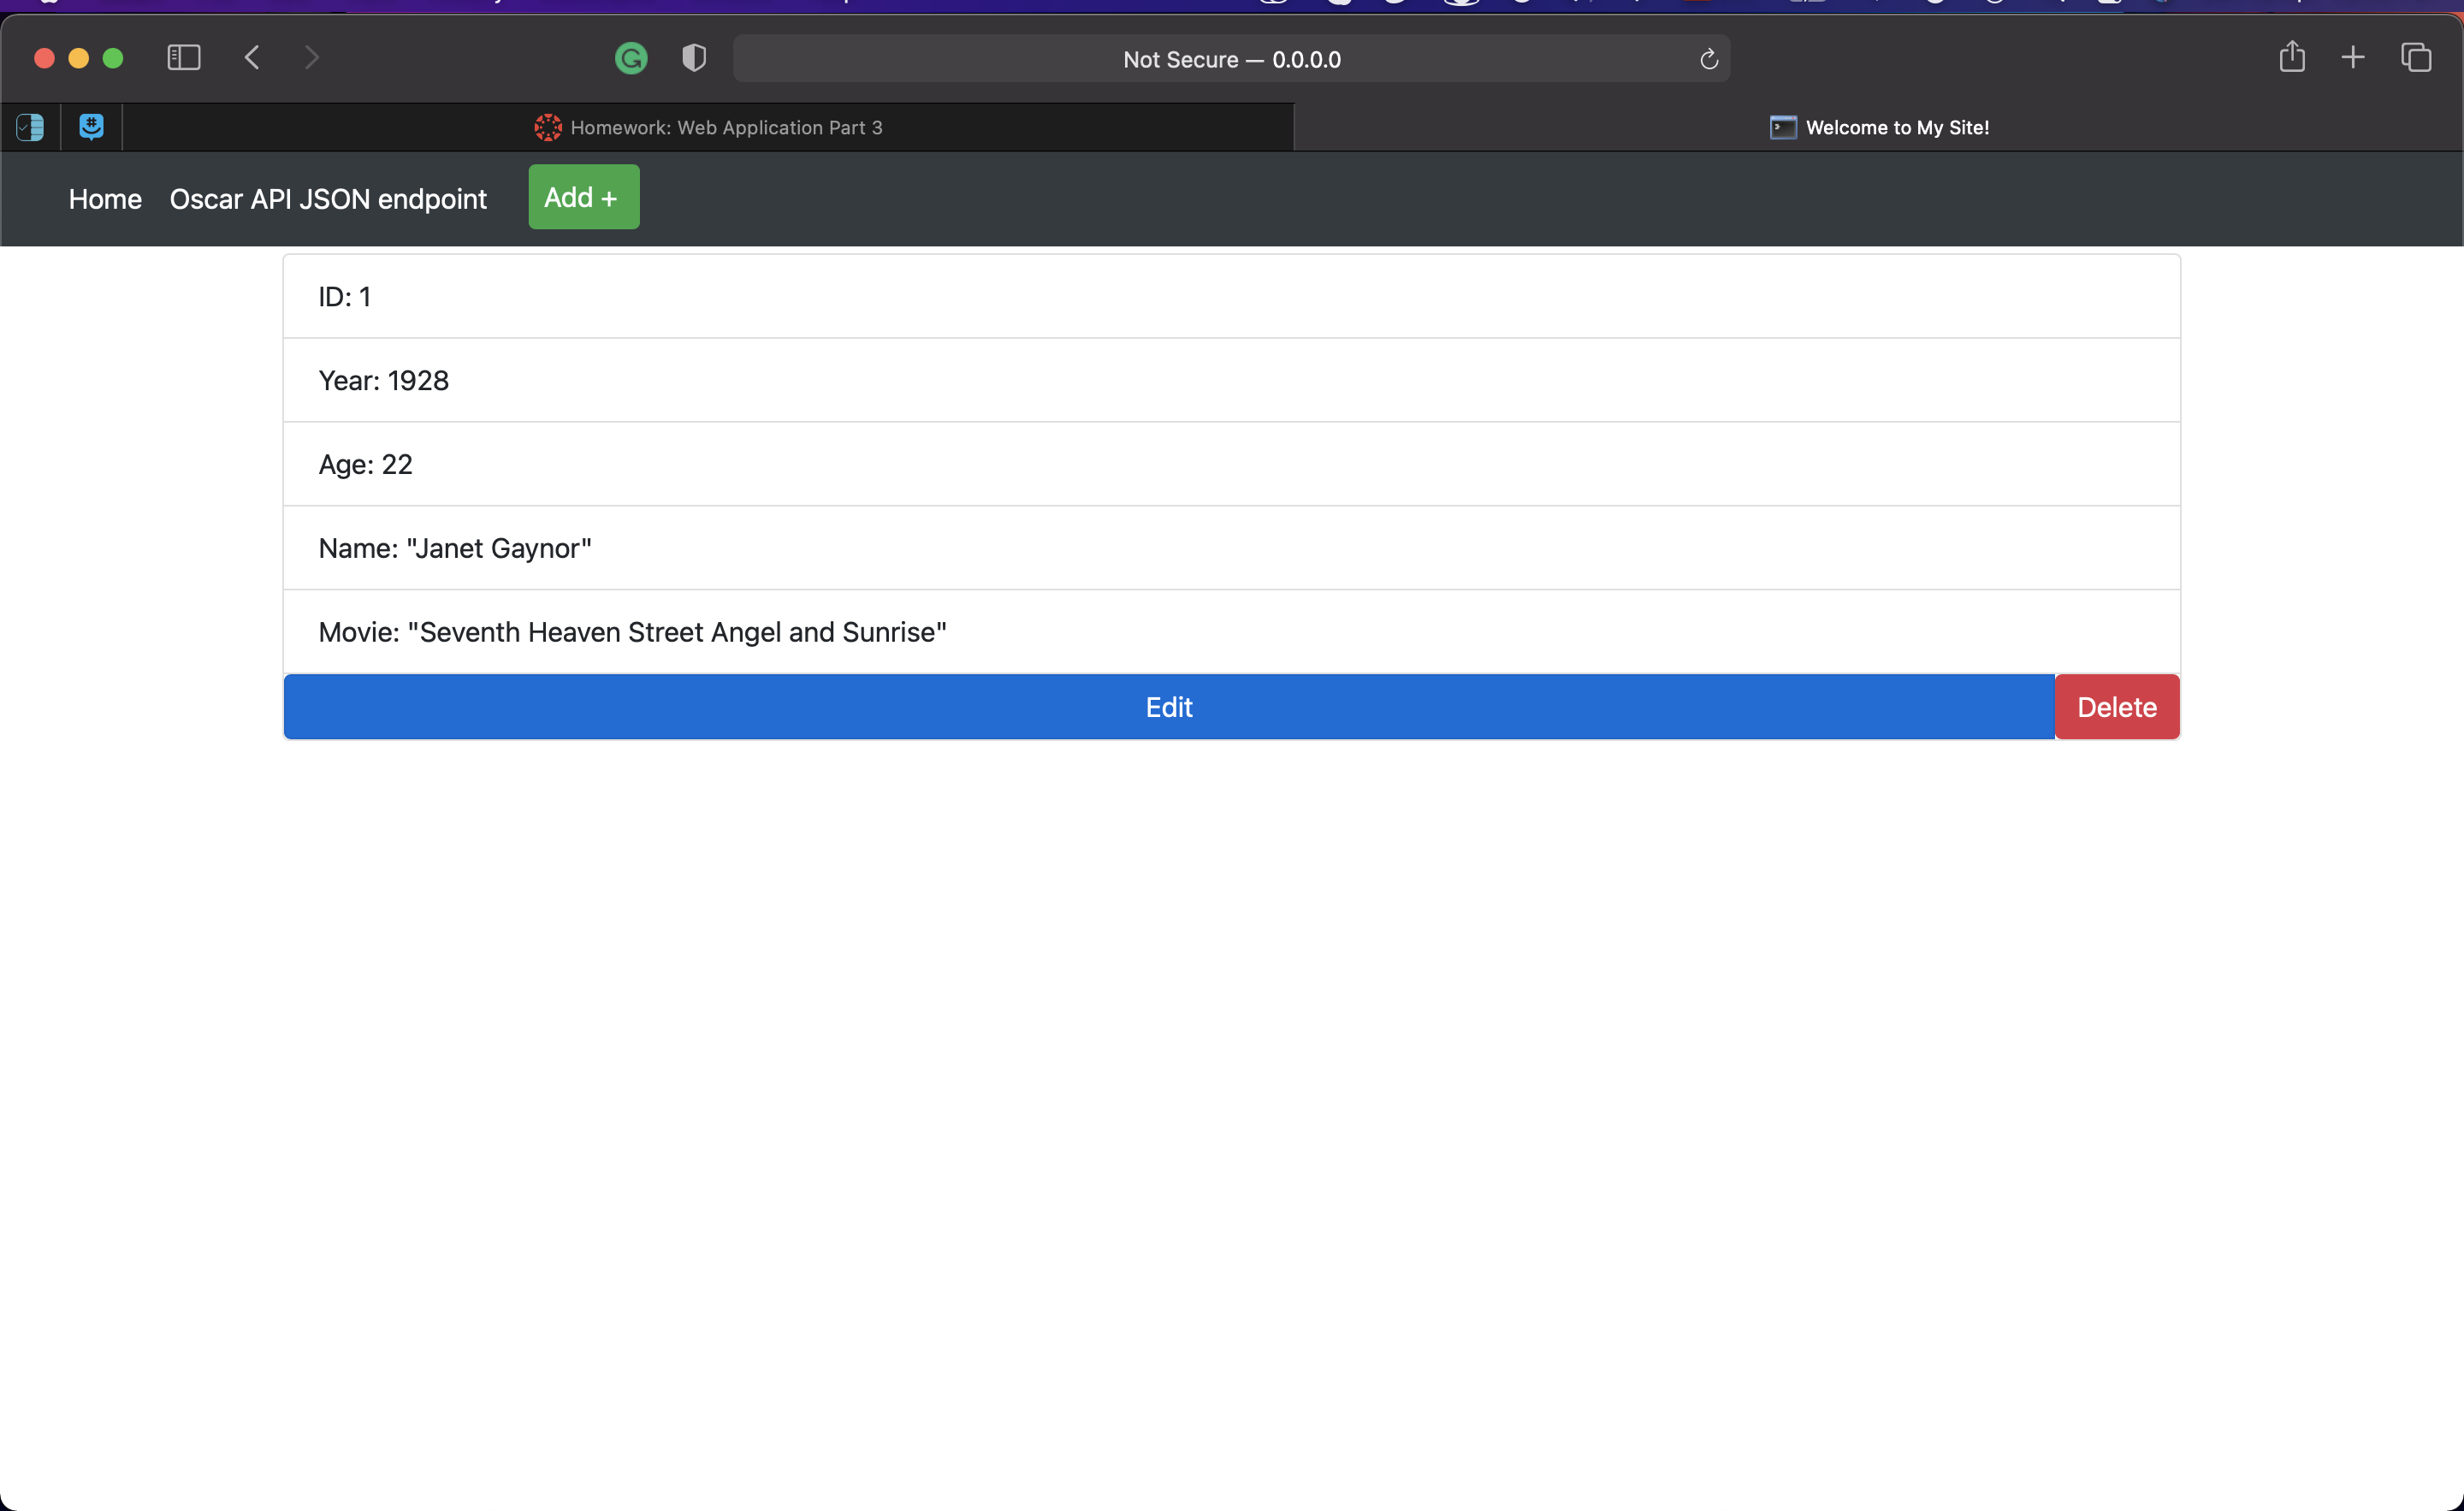 Not Secure — 0.0.0.0
Homework: Web Application Part 3
Welcome to My Site!
Home Oscar API JSON endpoint Add +
ID: 1
Year: 1928
Age: 22
Name: "Janet Gaynor"
Movie: "Seventh Heaven Street Angel and Sunrise"
Edit Delete